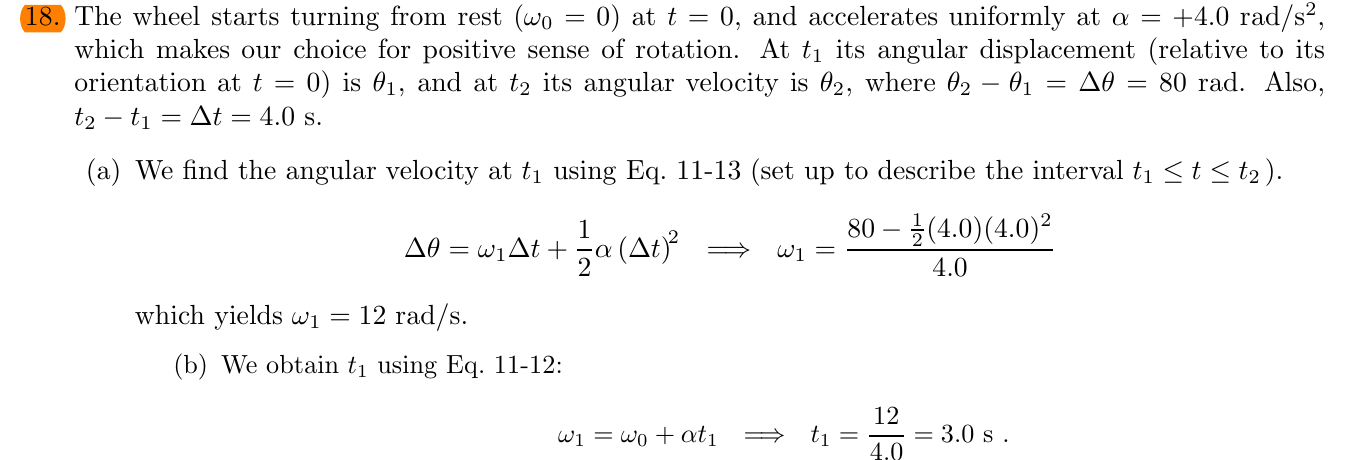 18. The wheel starts turning from rest (ω₀ = 0) at t = 0, and accelerates uniformly at α = +4.0 rad/s²,
which makes our choice for positive sense of rotation. At t₁ its angular displacement (relative to its
orientation at t = 0) is θ₁, and at t₂ its angular velocity is θ₂, where θ₂ − θ₁ = Δθ = 80 rad. Also,
t₂ − t₁ = Δt = 4.0 s.
(a) We find the angular velocity at t₁ using Eq. 11-13 (set up to describe the interval t₁ ≤ t ≤ t₂).
Δθ = ω₁Δt + 1/2 α (Δt)² ⟹ ω₁ = (80 − 1/2(4.0)(4.0)²)/4.0
which yields ω₁ = 12 rad/s.
(b) We obtain t₁ using Eq. 11-12:
ω₁ = ω₀ + αt₁ ⟹ t₁ = 12/4.0 = 3.0 s .